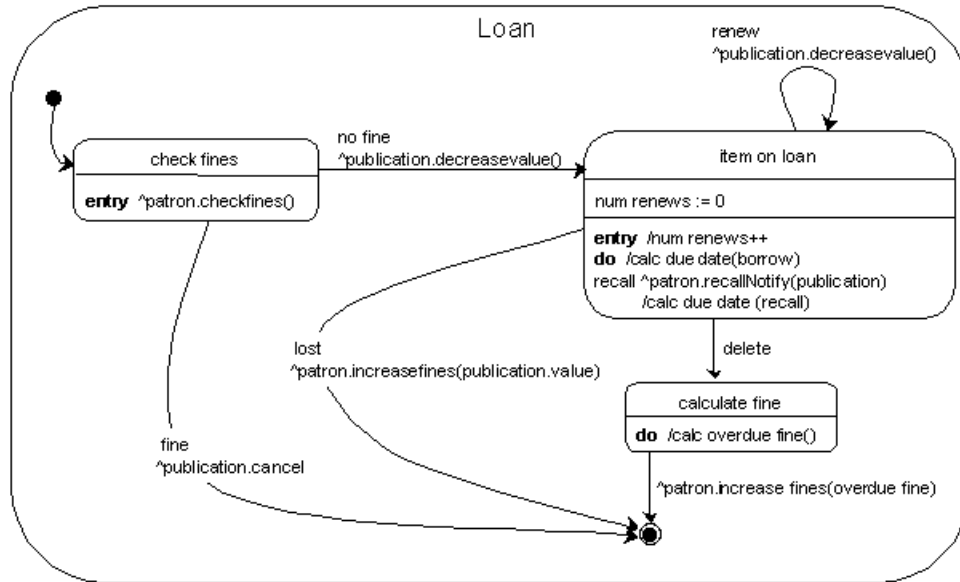 Loan
renew
^publication.decreasevalue()
no fine
^publication.decreasevalue()
check fines
entry ^patron.checkfines()
item on loan
num renews := 0
entry /num renews++
do /calc due date(borrow)
recall ^patron.recallNotify(publication)
/calc due date (recall)
lost
^patron.increasefines(publication.value)
delete
calculate fine
do /calc overdue fine()
fine
^publication.cancel
^patron.increase fines(overdue fine)